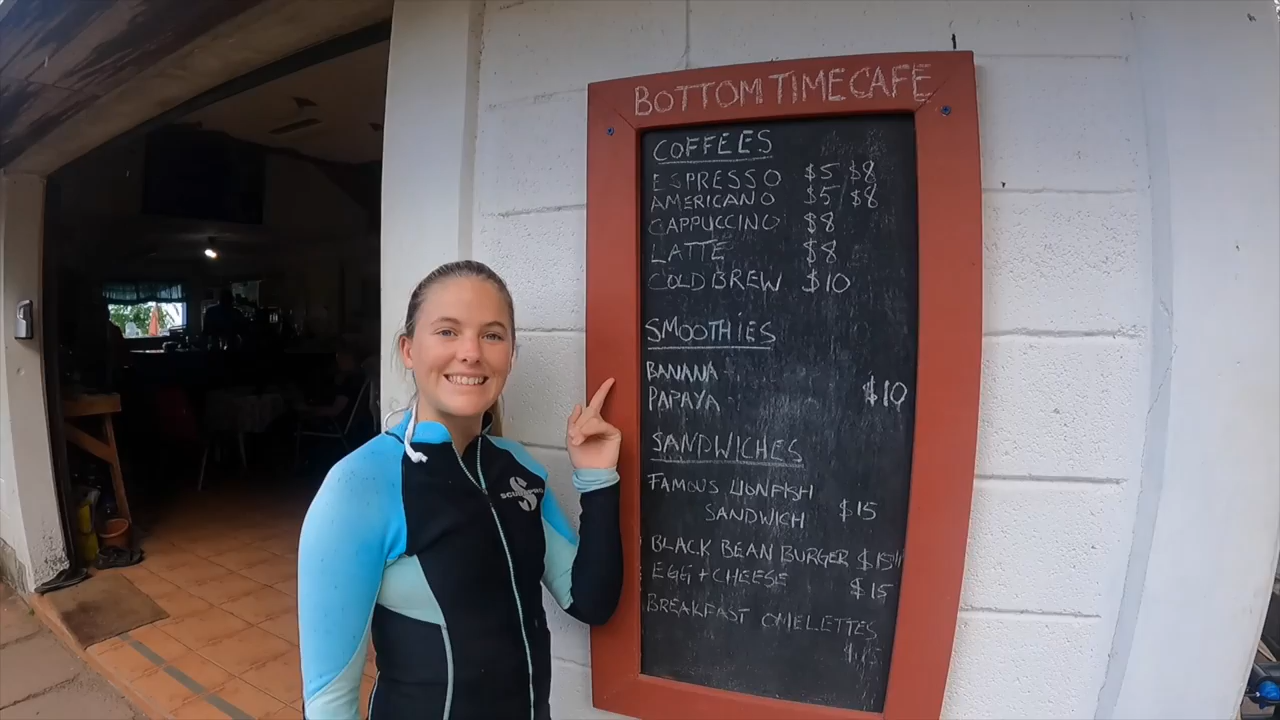 BOTTOM TIME CAFE
COFFEES
ESPRESSO $5 $8
AMERICANO $5 $8
CAPPUCCINO $8
LATTE $8
COLD BREW $10
SMOOTHIES
BANANA
PAPAYA $10
SANDWICHES
FAMOUS LIONFISH
SANDWICH $15
BLACK BEAN BURGER $15
EGG + CHEESE $15
BREAKFAST OMELETTES
SCUBAPRO